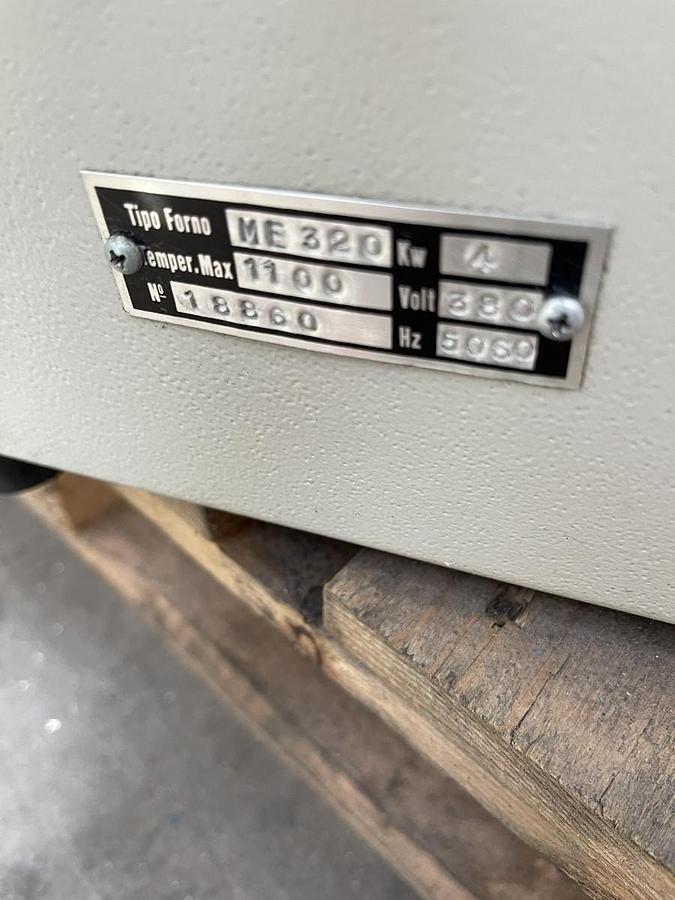 Tipo Forno ME 320 Kw 4
Temper.Max 1100 Volt 380
Nº 18860 Hz 5060